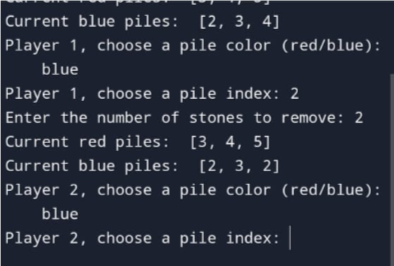 Current blue piles:  [2, 3, 4]
Player 1, choose a pile color (red/blue):
    blue
Player 1, choose a pile index: 2
Enter the number of stones to remove: 2
Current red piles:  [3, 4, 5]
Current blue piles:  [2, 3, 2]
Player 2, choose a pile color (red/blue):
    blue
Player 2, choose a pile index: